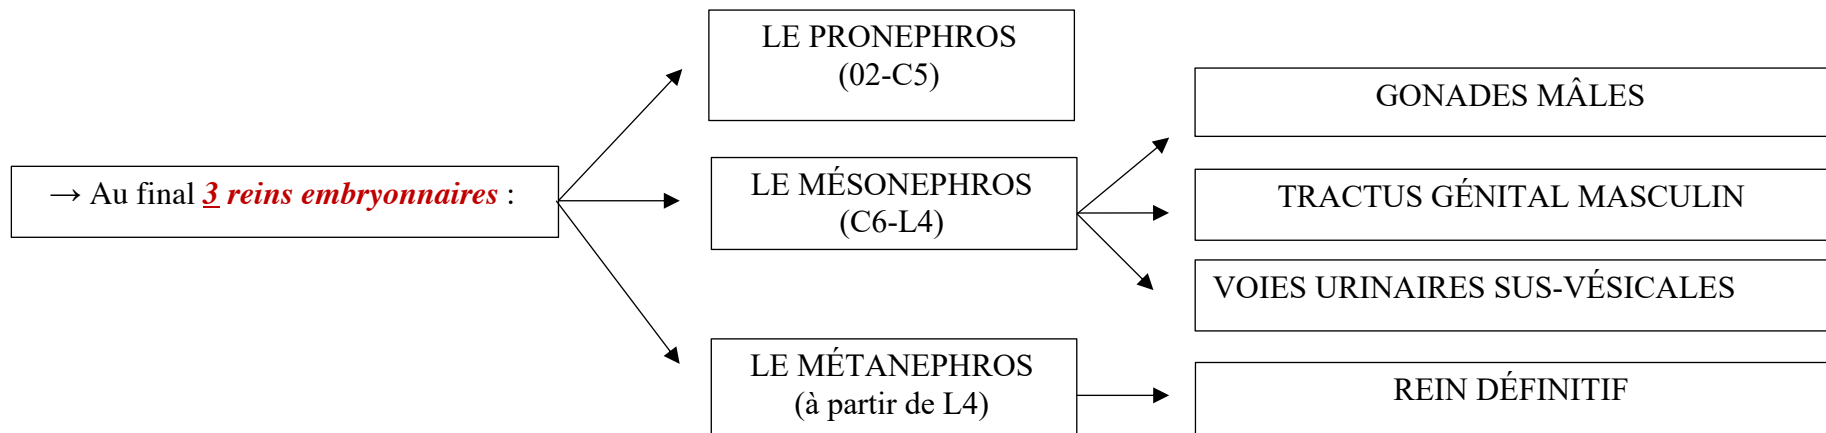 → Au final 3 reins embryonnaires :
LE PRONEPHROS
(02-C5)
LE MÉSONEPHROS
(C6-L4)
LE MÉTANEPHROS
(à partir de L4)
GONADES MÂLES
TRACTUS GÉNITAL MASCULIN
VOIES URINAIRES SUS-VÉSICALES
REIN DÉFINITIF